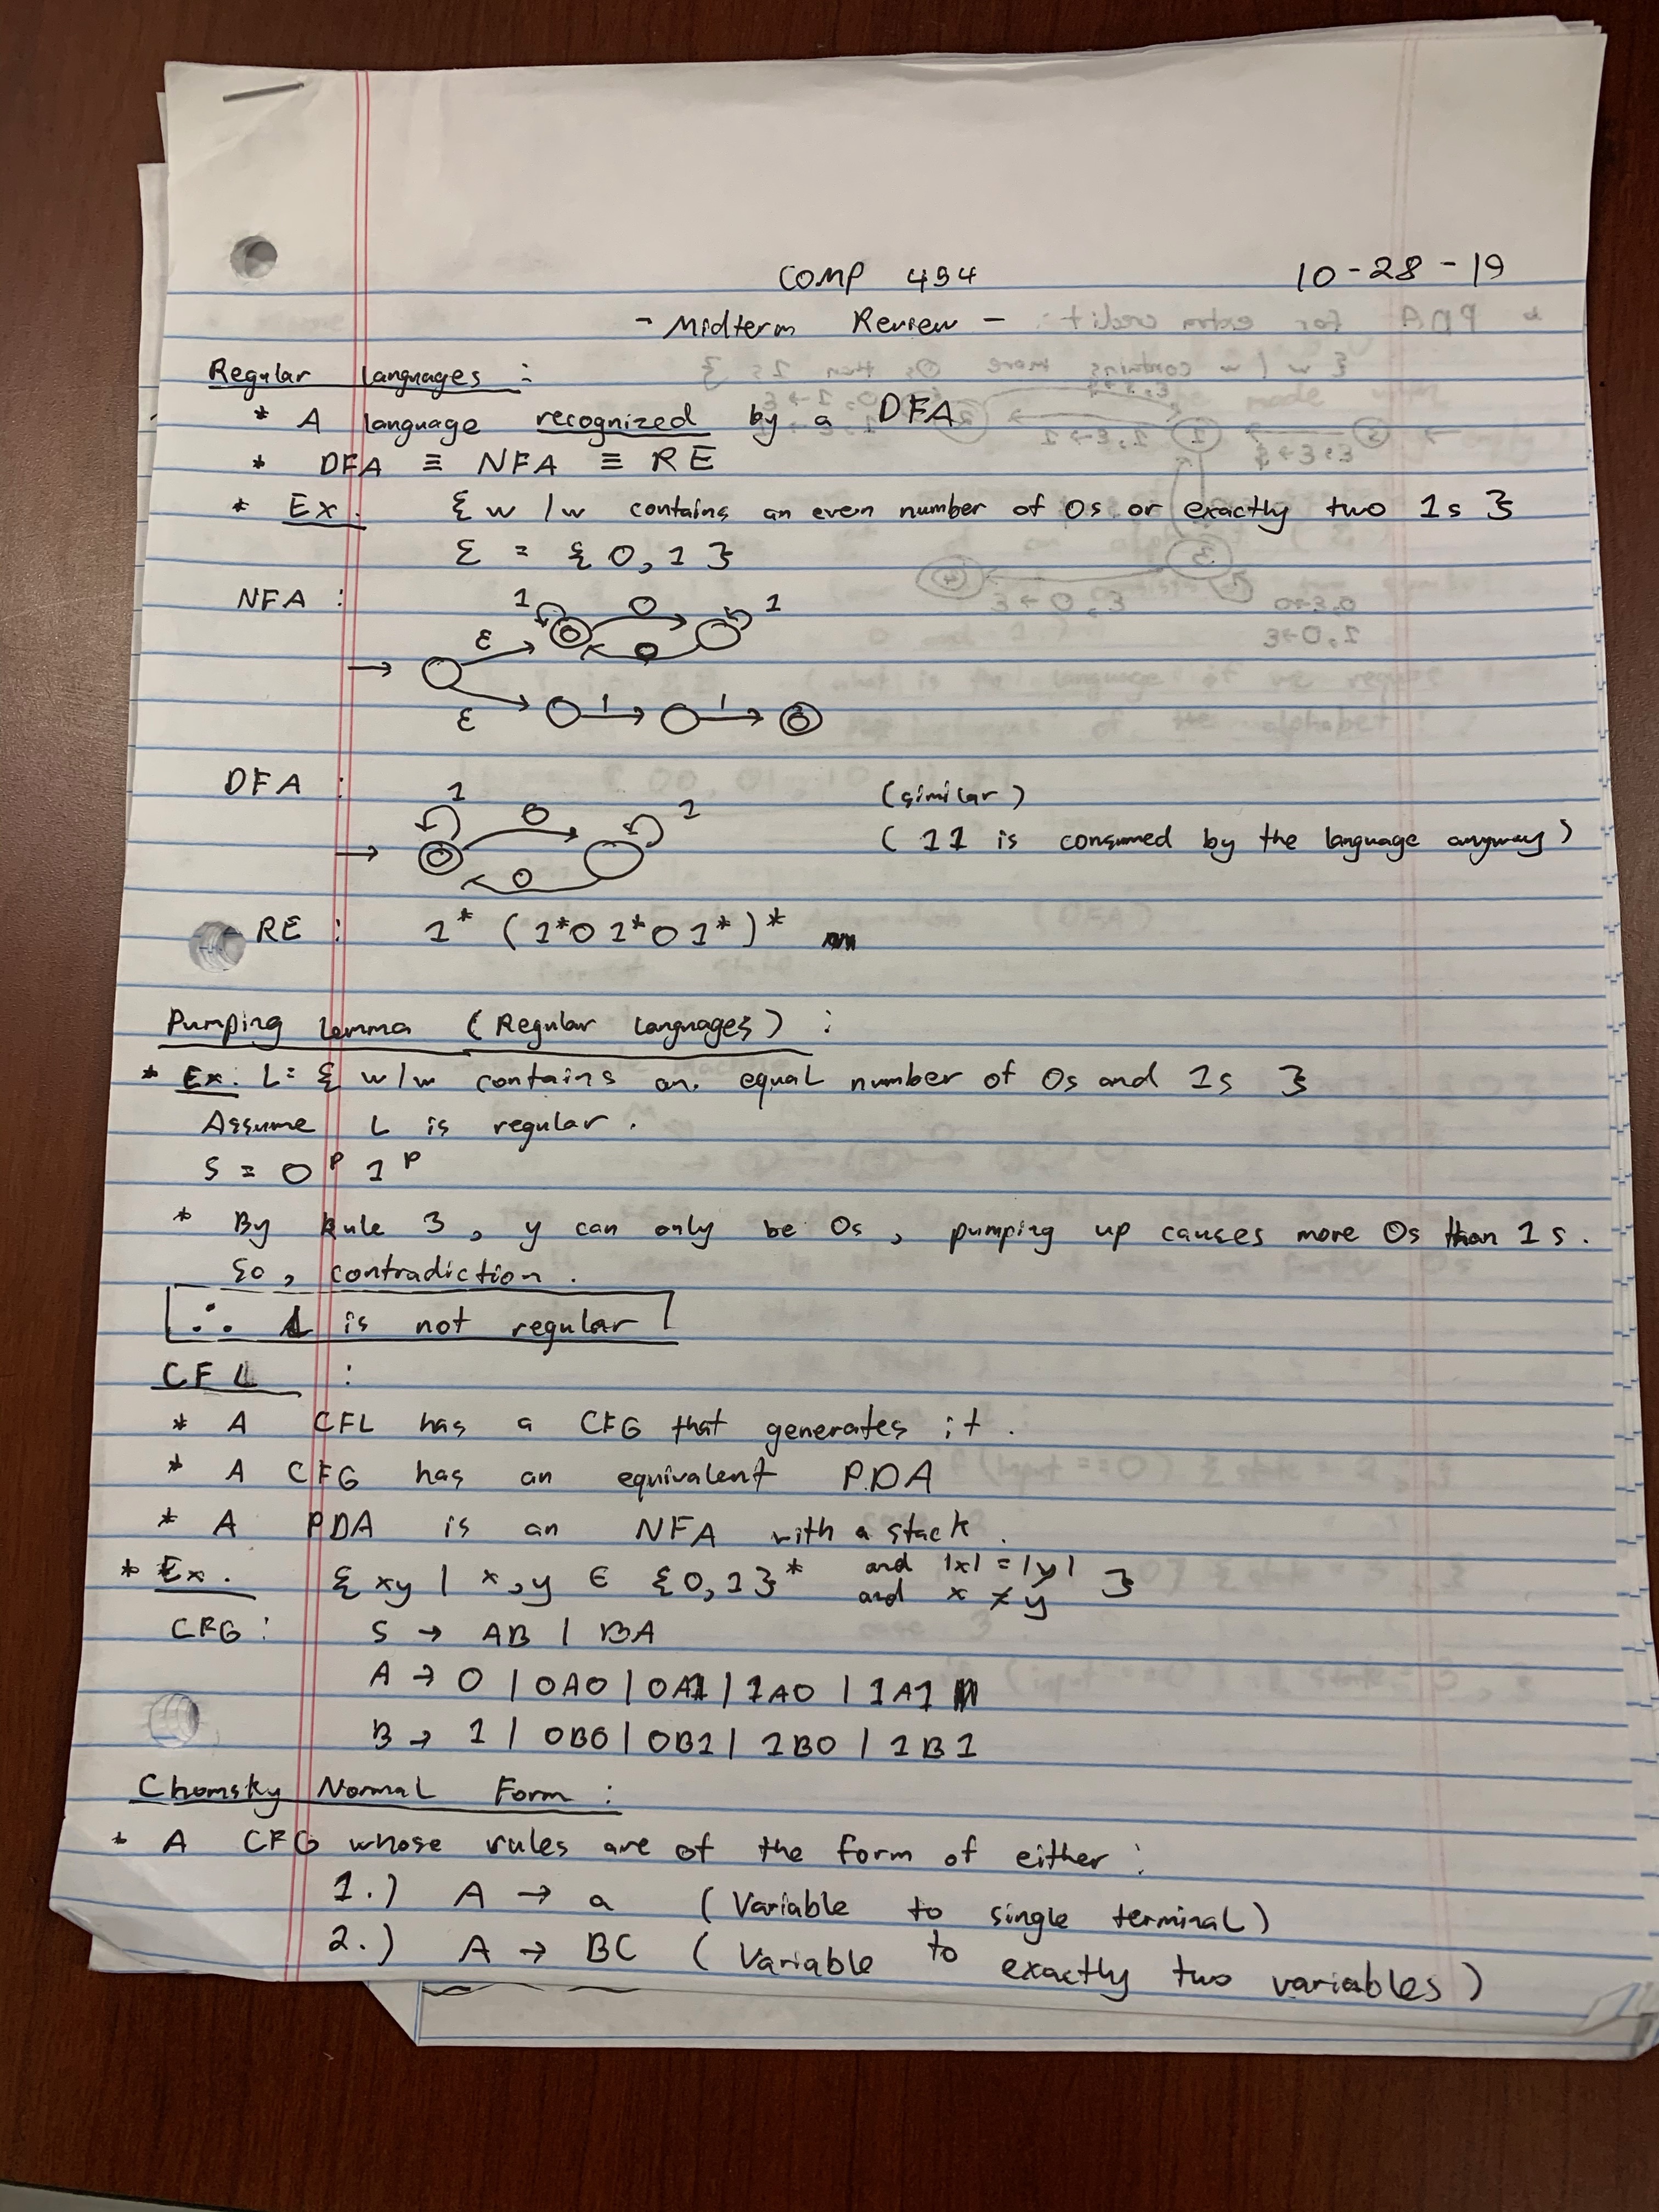 COMP 454 10-28-19
- Midterm Review -
Regular Languages :
* A language recognized by a DFA
* DFA ≡ NFA ≡ RE
* Ex. { w | w contains an even number of 0s or exactly two 1s }
Σ = { 0, 1 }
NFA :
1 0 1
ε 0
ε 1 1
DFA : 1 0 1 (similar)
0 ( 11 is consumed by the language anyway )
RE : 1* (1*01*01*)*
Pumping Lemma (Regular Languages) :
* Ex. L = { w | w contains an equal number of 0s and 1s }
Assume L is regular.
S = 0^P 1^P
* By Rule 3, y can only be 0s, pumping up causes more 0s than 1s.
So, contradiction.
∴ L is not regular
CFL :
* A CFL has a CFG that generates it.
* A CFG has an equivalent PDA
* A PDA is an NFA with a stack.
* Ex. { xy | x,y ∈ {0,1}* and |x| = |y| and x ≠ y }
CFG : S → AB | BA
A → 0 | 0A0 | 0A1 | 1A0 | 1A1
B → 1 | 0B0 | 0B1 | 1B0 | 1B1
Chomsky Normal Form :
* A CFG whose rules are of the form of either :
1.) A → a (Variable to single terminal)
2.) A → BC (Variable to exactly two variables)